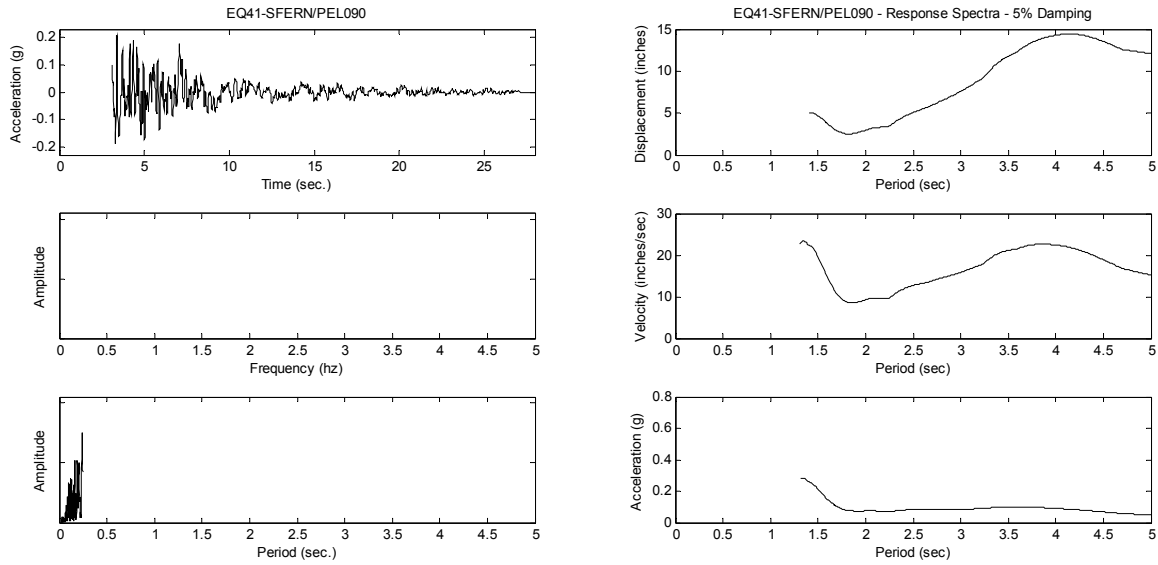 EQ41-SFERN/PEL090
0.2
0.1
0
-0.1
-0.2
Acceleration (g)
0 5 10 15 20 25
Time (sec.)
Amplitude
0 0.5 1 1.5 2 2.5 3 3.5 4 4.5 5
Frequency (hz)
Amplitude
0 0.5 1 1.5 2 2.5 3 3.5 4 4.5 5
Period (sec.)
EQ41-SFERN/PEL090 - Response Spectra - 5% Damping
15
10
5
0
Displacement (inches)
0 0.5 1 1.5 2 2.5 3 3.5 4 4.5 5
Period (sec)
30
20
10
0
Velocity (inches/sec)
0 0.5 1 1.5 2 2.5 3 3.5 4 4.5 5
Period (sec)
0.8
0.6
0.4
0.2
0
Acceleration (g)
0 0.5 1 1.5 2 2.5 3 3.5 4 4.5 5
Period (sec)